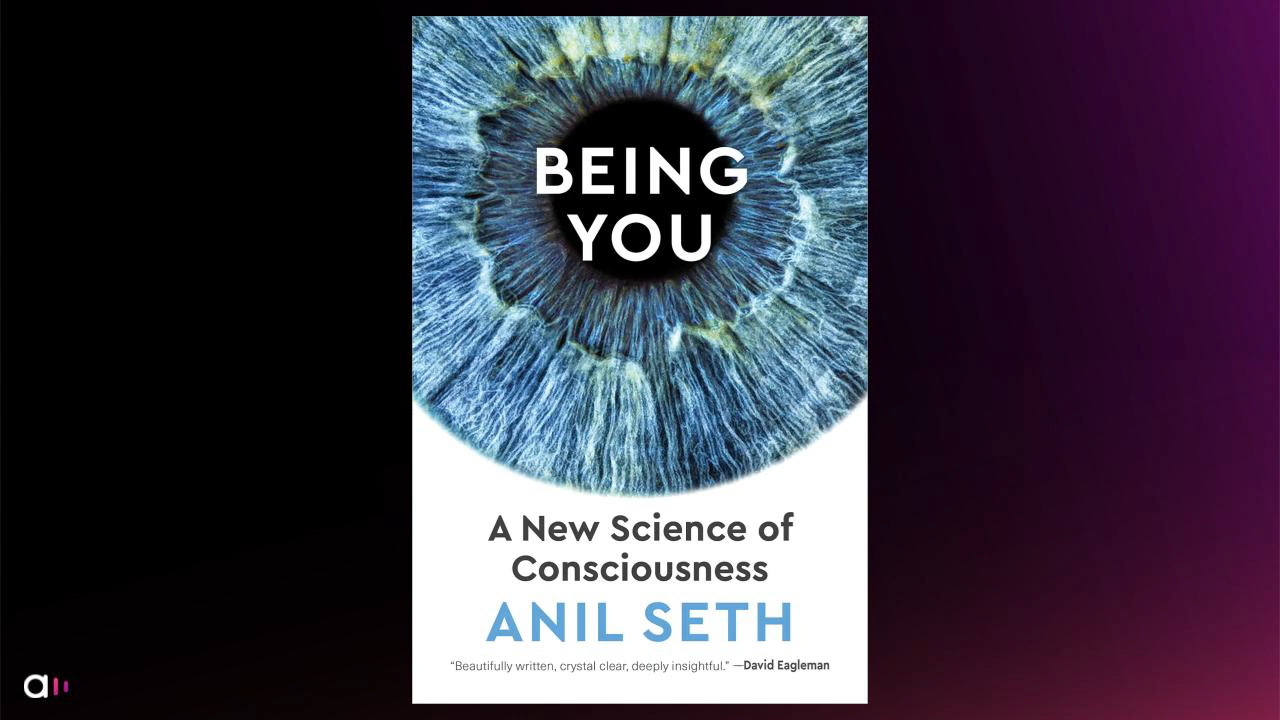 BEING
YOU
A New Science of
Consciousness
ANIL SETH
“Beautifully written, crystal clear, deeply insightful.” —David Eagleman
a